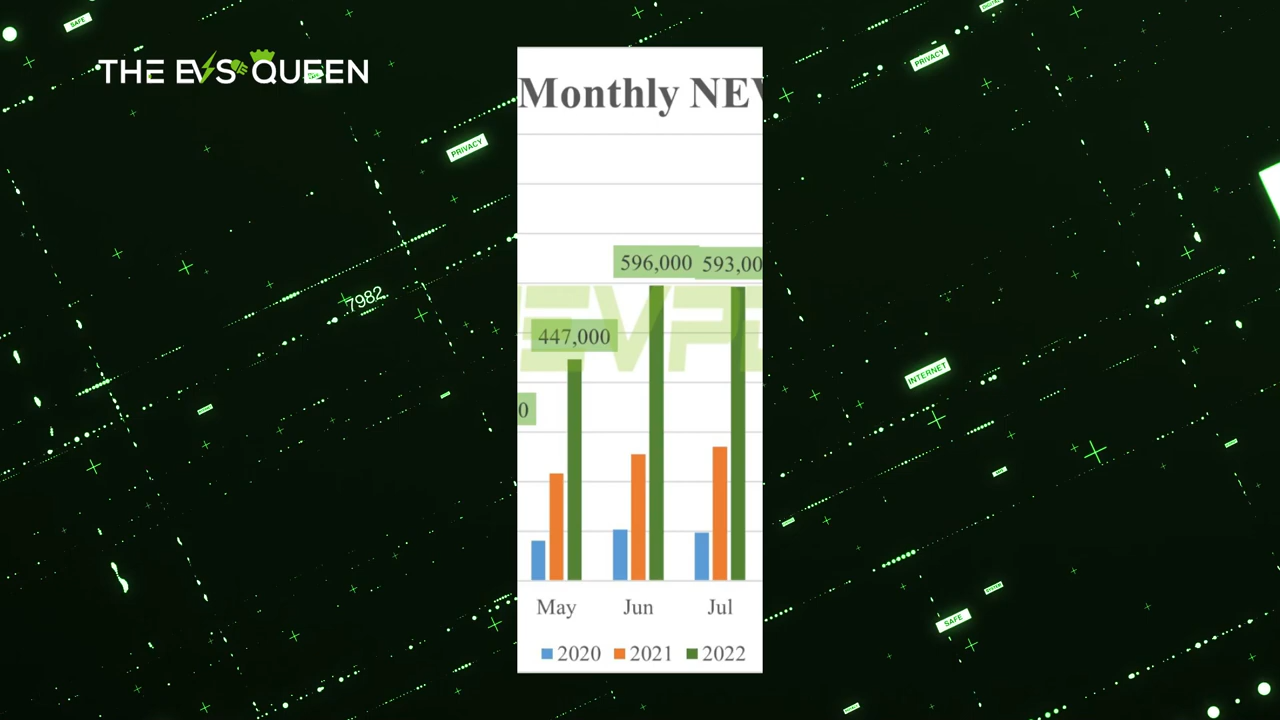 SAFE
THE EVS QUEEN
PRIVACY
PRIVACY
7982
INTERNET
SAFE
Monthly NEV
596,000 593,00
447,000
0
May Jun Jul
2020 2021 2022